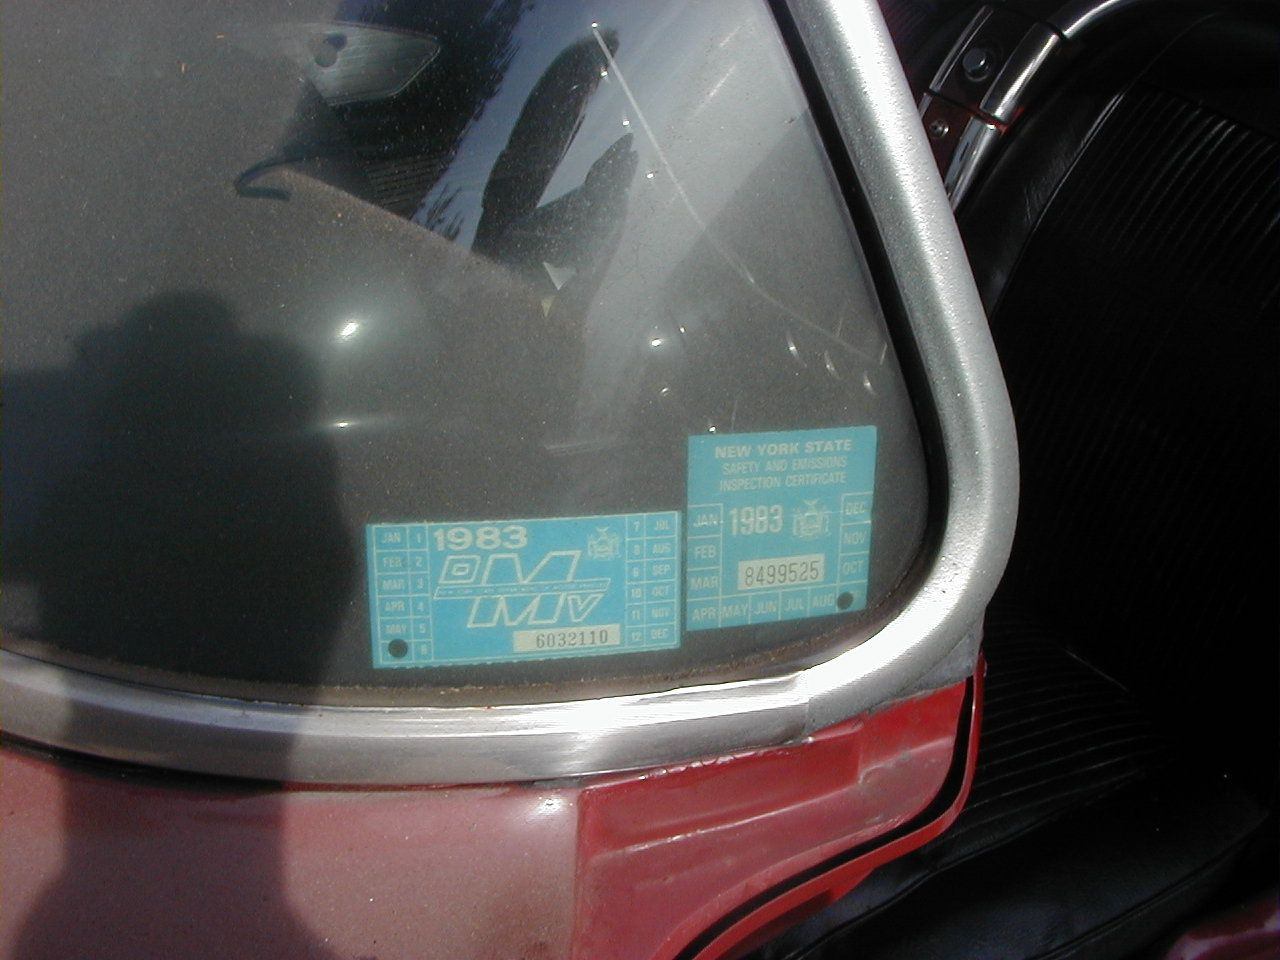 NEW YORK STATE
SAFETY AND EMISSIONS
INSPECTION CERTIFICATE
JAN 1983 DEC
FEB NOV
MAR 8499525 OCT
APR MAY JUN JUL AUG
JAN 1 1983 7 JUL
FEB 2 DMV 8 AUG
MAR 3 9 SEP
APR 4 10 OCT
MAY 5 11 NOV
6 6032110 12 DEC